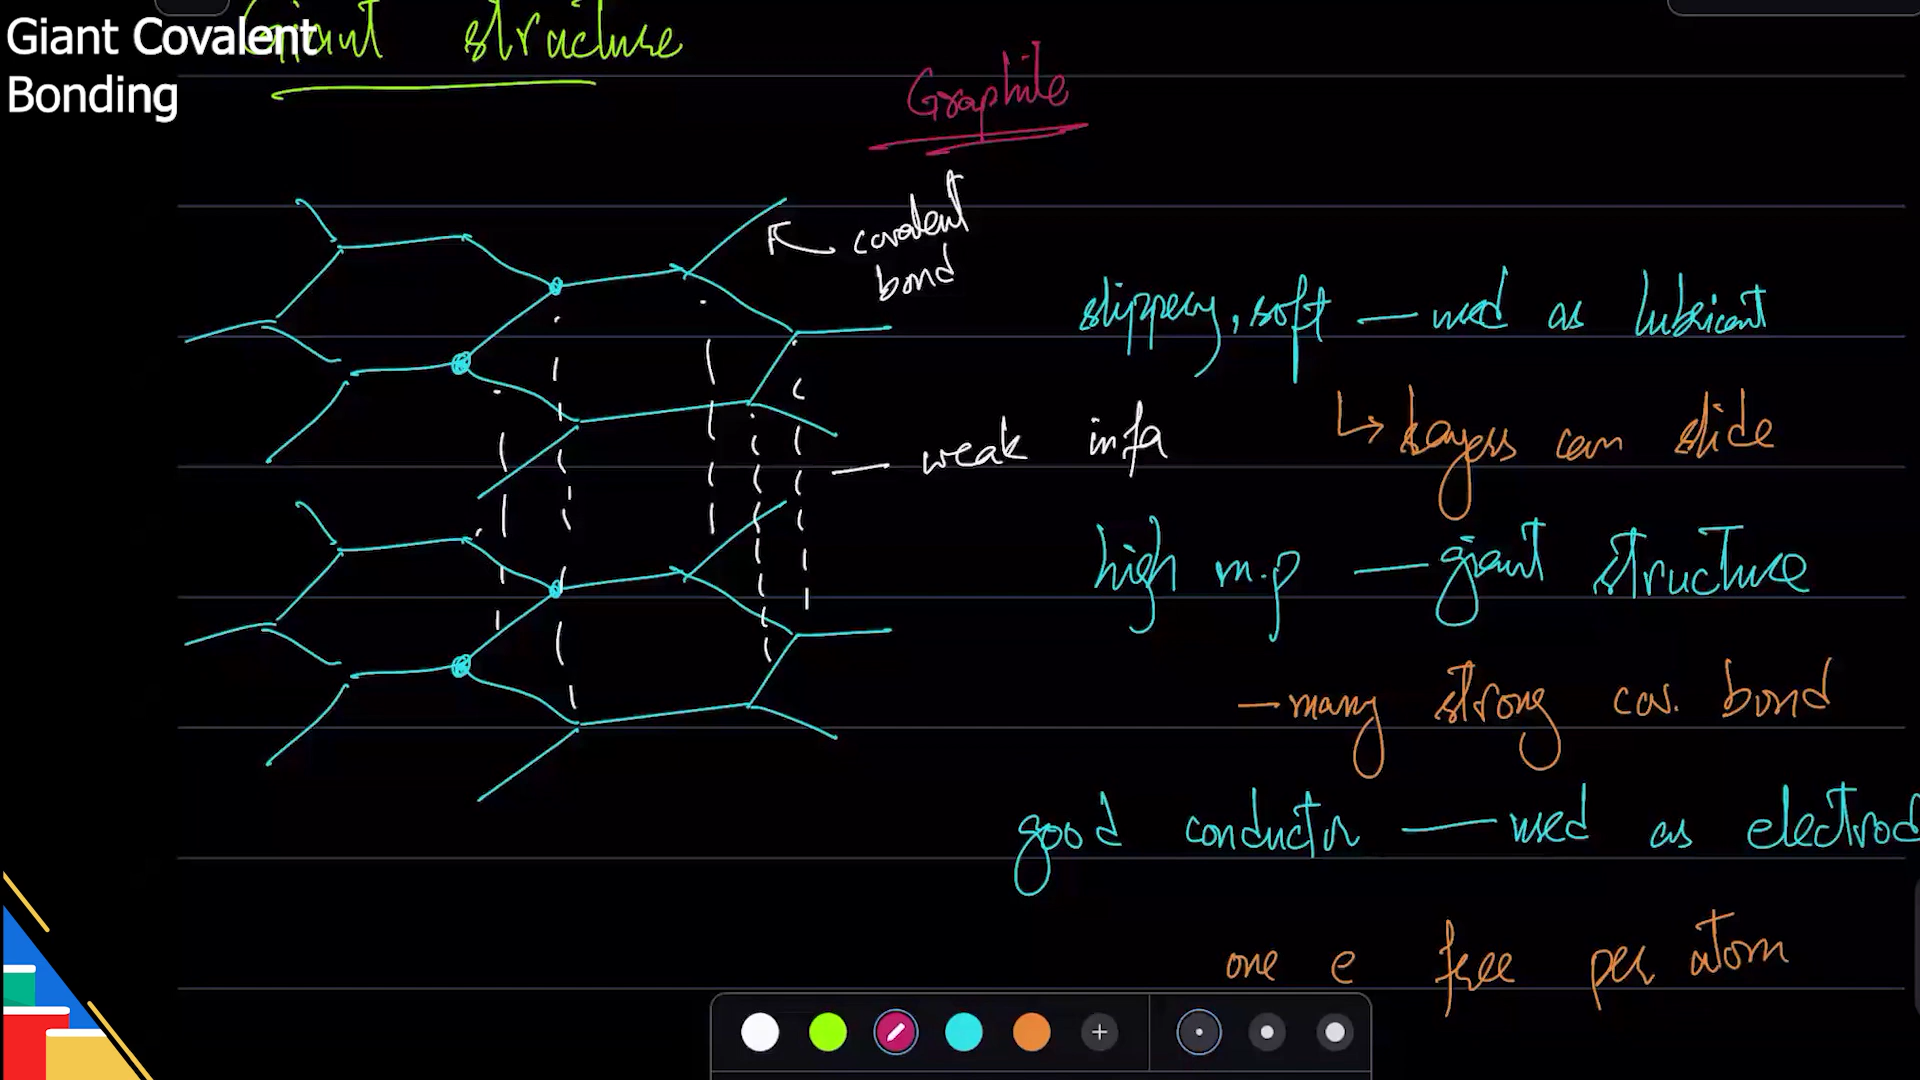 Giant Covalent
Bonding
Giant structure
Graphite
covalent
bond
slippery, soft — used as lubricant
↳ Layers can slide
— weak imfa
high m.p — giant structure
— many strong cov. bond
good conductor — used as electrod
one e free per atom